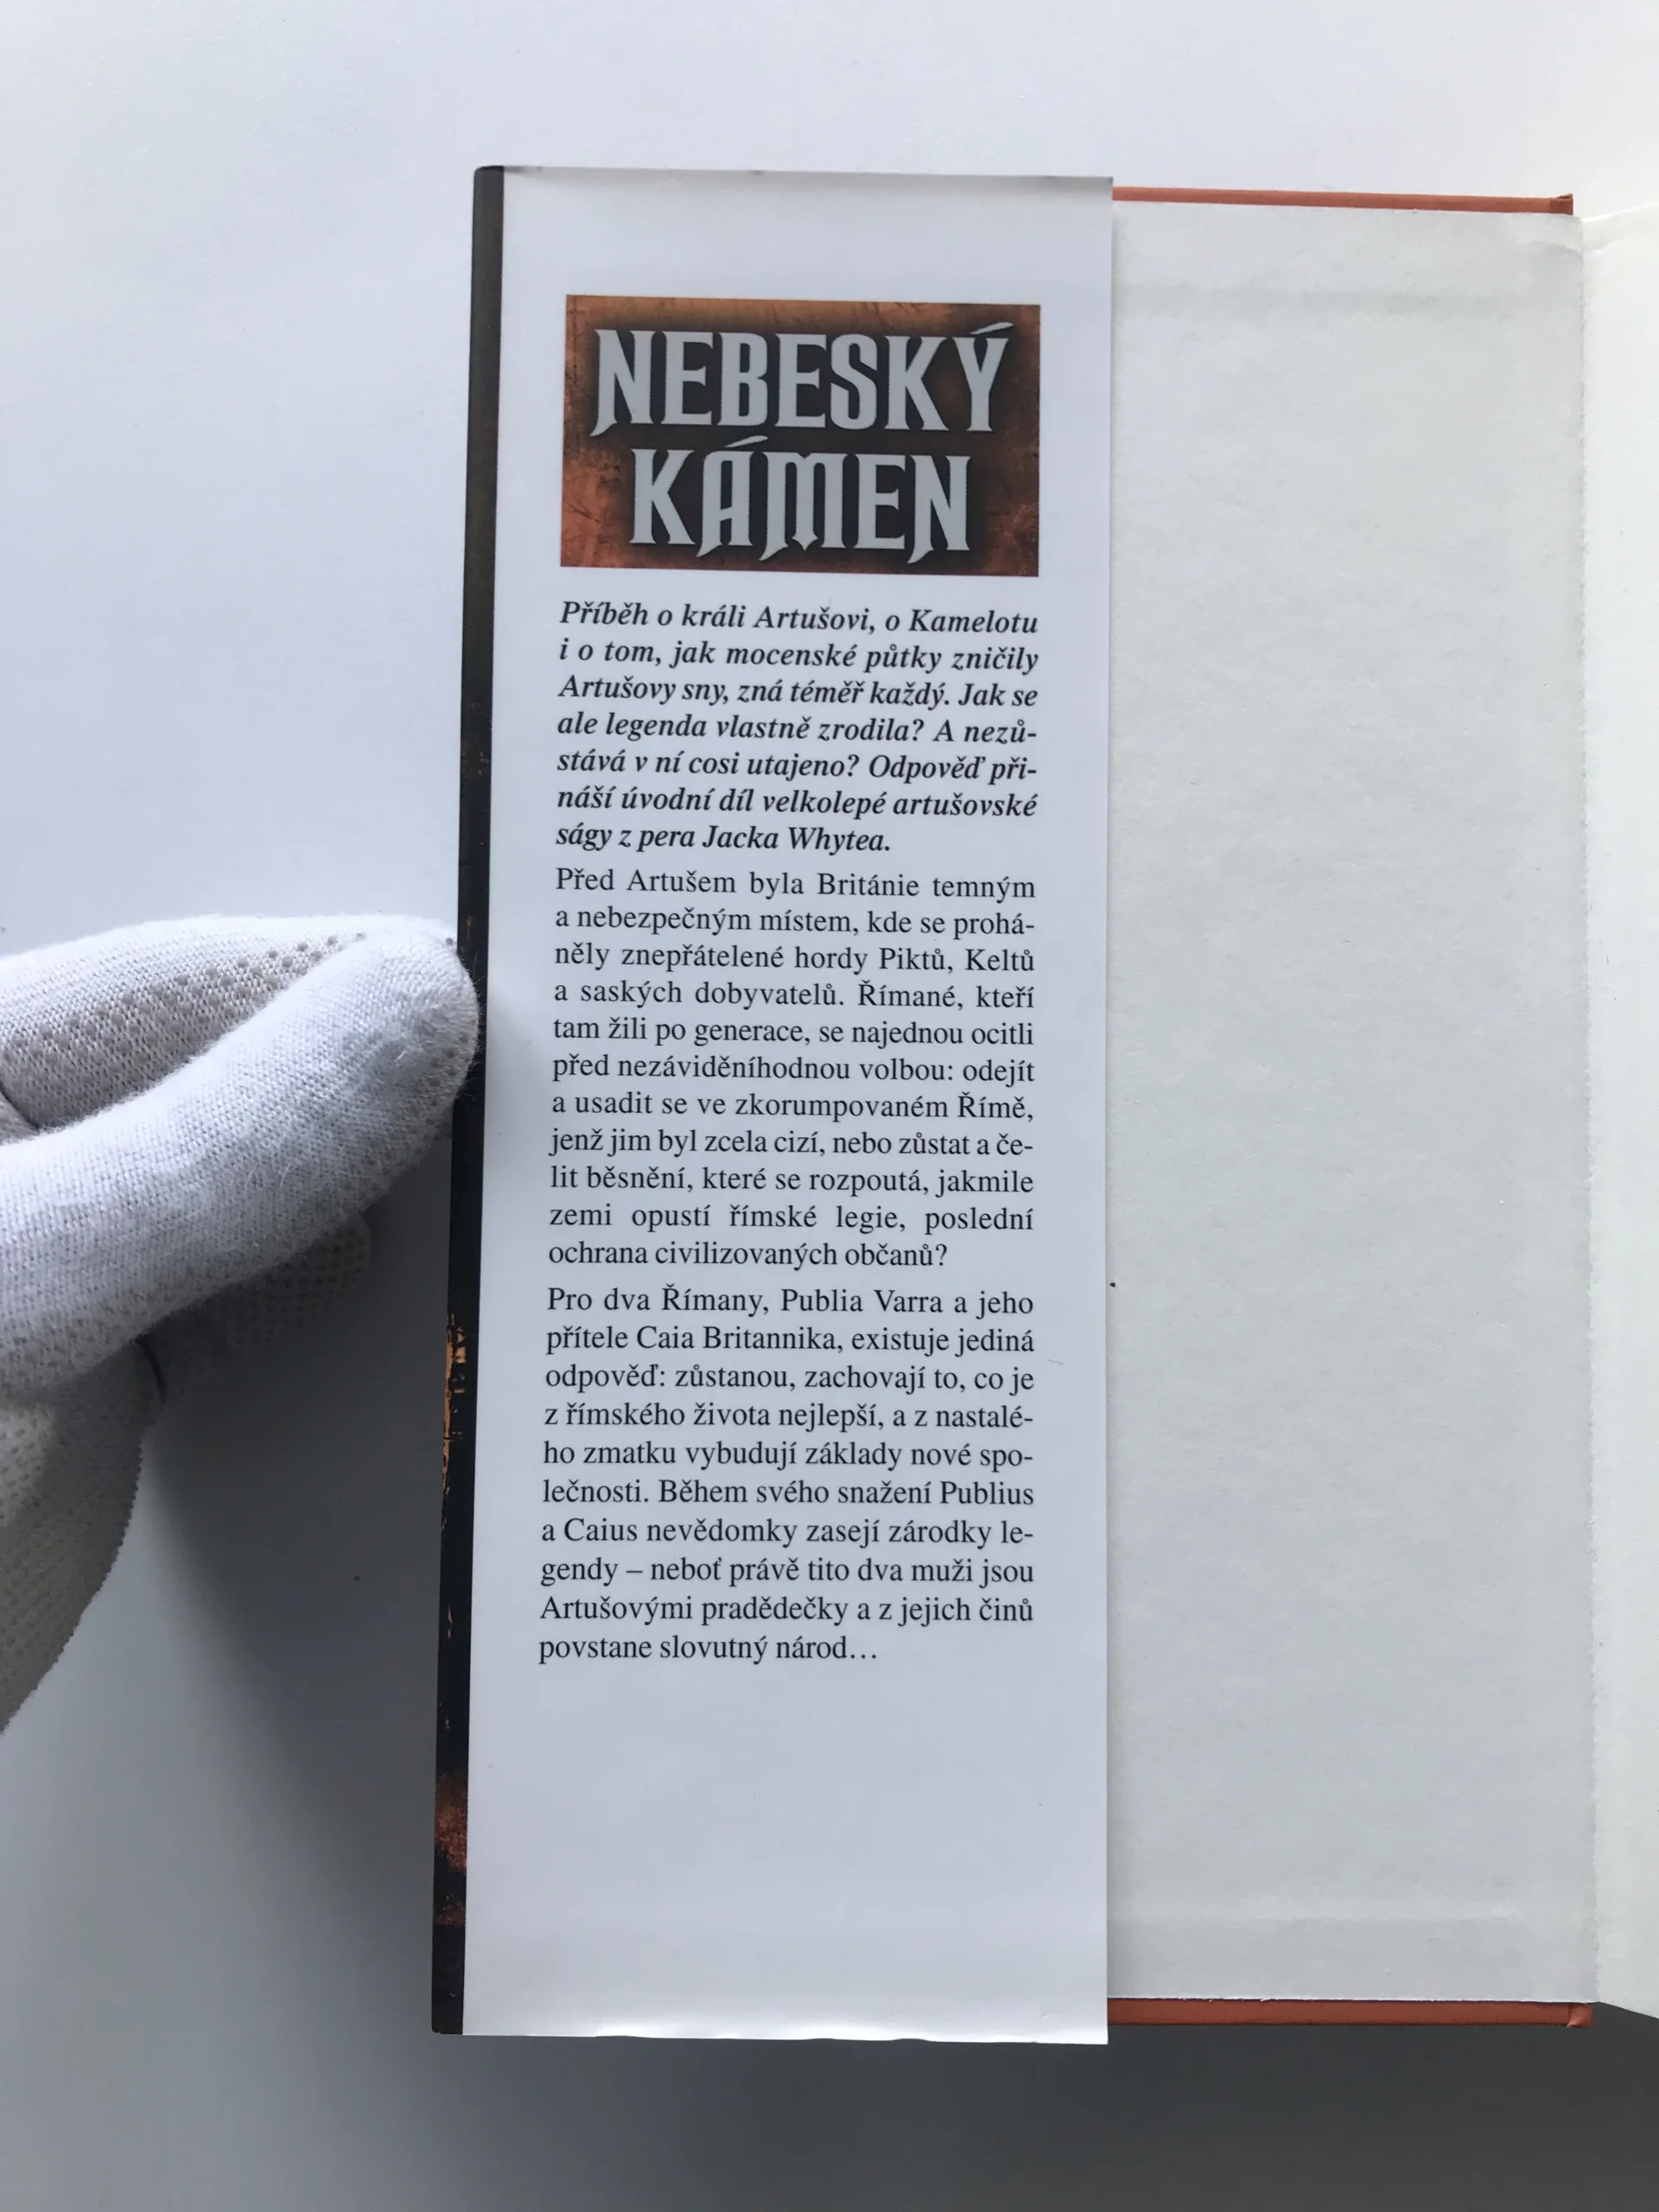 NEBESKÝ
KÁMEN
Příběh o králi Artušovi, o Kamelotu
i o tom, jak mocenské půtky zničily
Artušovy sny, zná téměř každý. Jak se
ale legenda vlastně zrodila? A nezů-
stává v ní cosi utajeno? Odpověď při-
náší úvodní díl velkolepé artušovské
ságy z pera Jacka Whytea.
Před Artušem byla Británie temným
a nebezpečným místem, kde se prohá-
něly znepřátelené hordy Piktů, Keltů
a saských dobyvatelů. Římané, kteří
tam žili po generace, se najednou ocitli
před nezáviděníhodnou volbou: odejít
a usadit se ve zkorumpovaném Římě,
jenž jim byl zcela cizí, nebo zůstat a če-
lit běsnění, které se rozpoutá, jakmile
zemi opustí římské legie, poslední
ochrana civilizovaných občanů?
Pro dva Římany, Publia Varra a jeho
přítele Caia Britannika, existuje jediná
odpověď: zůstanou, zachovají to, co je
z římského života nejlepší, a z nastalé-
ho zmatku vybudují základy nové spo-
lečnosti. Během svého snažení Publius
a Caius nevědomky zasejí zárodky le-
gendy – neboť právě tito dva muži jsou
Artušovými pradědečky a z jejich činů
povstane slovutný národ…